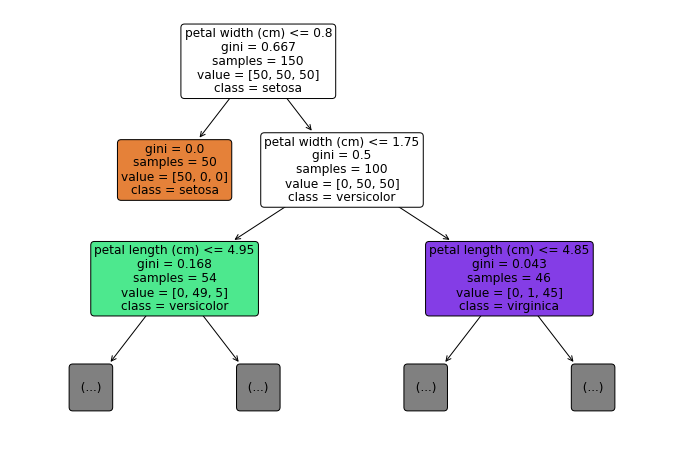 petal width (cm) <= 0.8
gini = 0.667
samples = 150
value = [50, 50, 50]
class = setosa
gini = 0.0
samples = 50
value = [50, 0, 0]
class = setosa
petal width (cm) <= 1.75
gini = 0.5
samples = 100
value = [0, 50, 50]
class = versicolor
petal length (cm) <= 4.95
gini = 0.168
samples = 54
value = [0, 49, 5]
class = versicolor
petal length (cm) <= 4.85
gini = 0.043
samples = 46
value = [0, 1, 45]
class = virginica
(...)
(...)
(...)
(...)